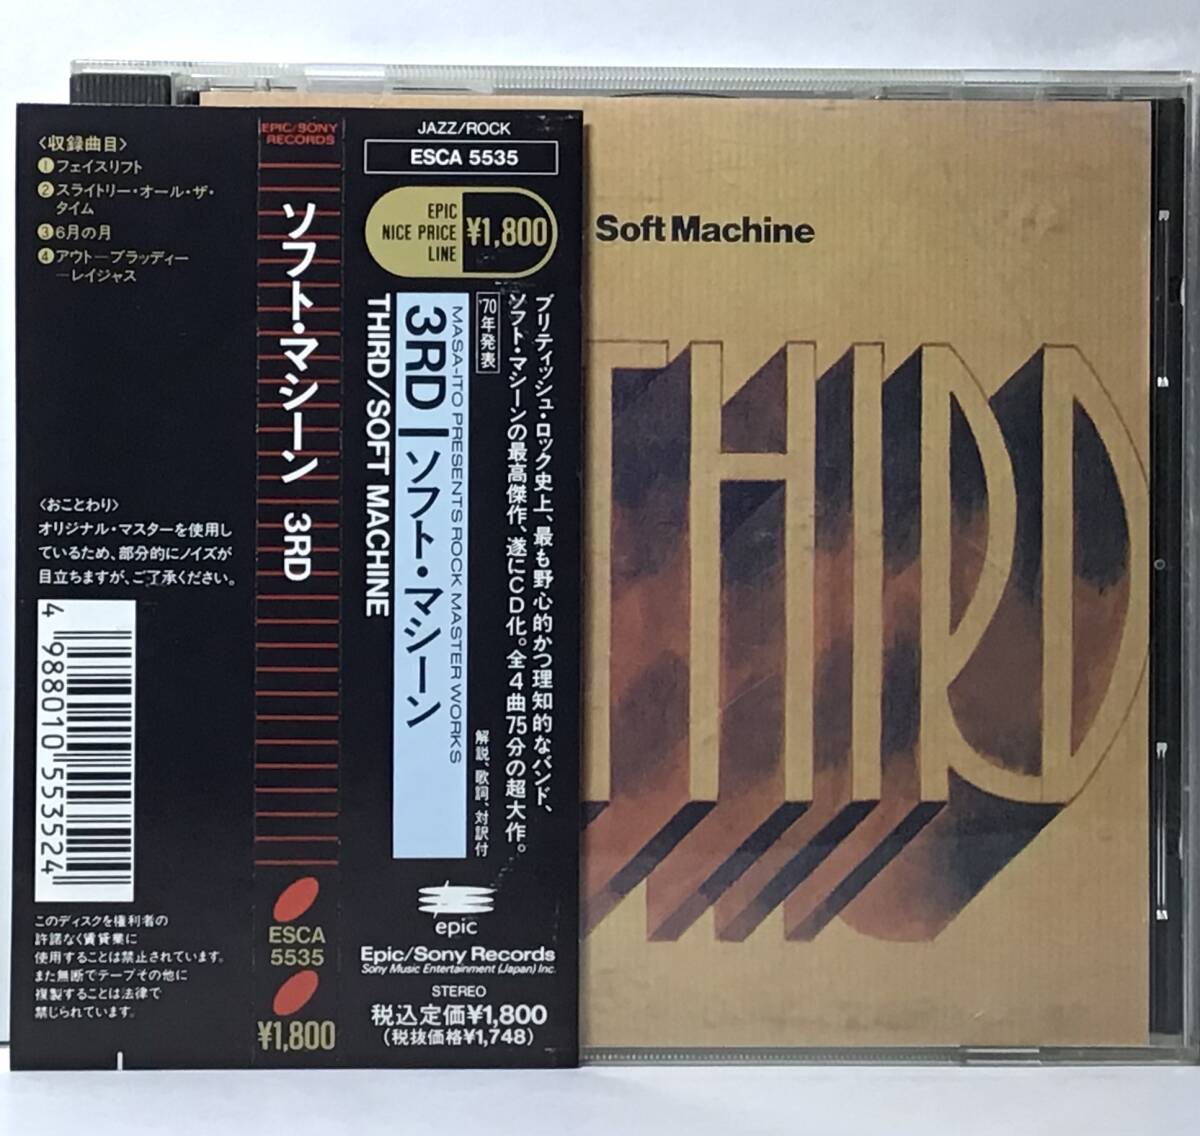 〈収録曲目〉
①フェイスリフト
②スライトリー・オール・ザ・
タイム
③6月の月
④アウト―ブラッディー
―レイジャス
〈おことわり〉
オリジナル・マスターを使用し
ているため、部分的にノイズが
目立ちますが、ご了承ください。
4 988010 553524
このディスクを権利者の
許諾なく賃貸業に
使用することは禁止されています。
また無断でテープその他に
複製することは法律で
禁じられています。
EPIC/SONY
RECORDS
ソフト・マシーン 3RD
ESCA
5535
¥1,800
JAZZ/ROCK
ESCA 5535
EPIC
NICE PRICE
LINE
¥1,800
ブリティッシュ・ロック史上、最も野心的かつ理知的なバンド、
ソフト・マシーンの最高傑作、遂にCD化。全4曲75分の超大作。
'70年発表
解説、歌詞、対訳付
MASA-ITO PRESENTS ROCK MASTER WORKS
3RD/ソフト・マシーン
THIRD/SOFT MACHINE
epic
Epic/Sony Records
Sony Music Entertainment (Japan) Inc.
STEREO
税込定価¥1,800
(税抜価格¥1,748)
Soft Machine
THIRD